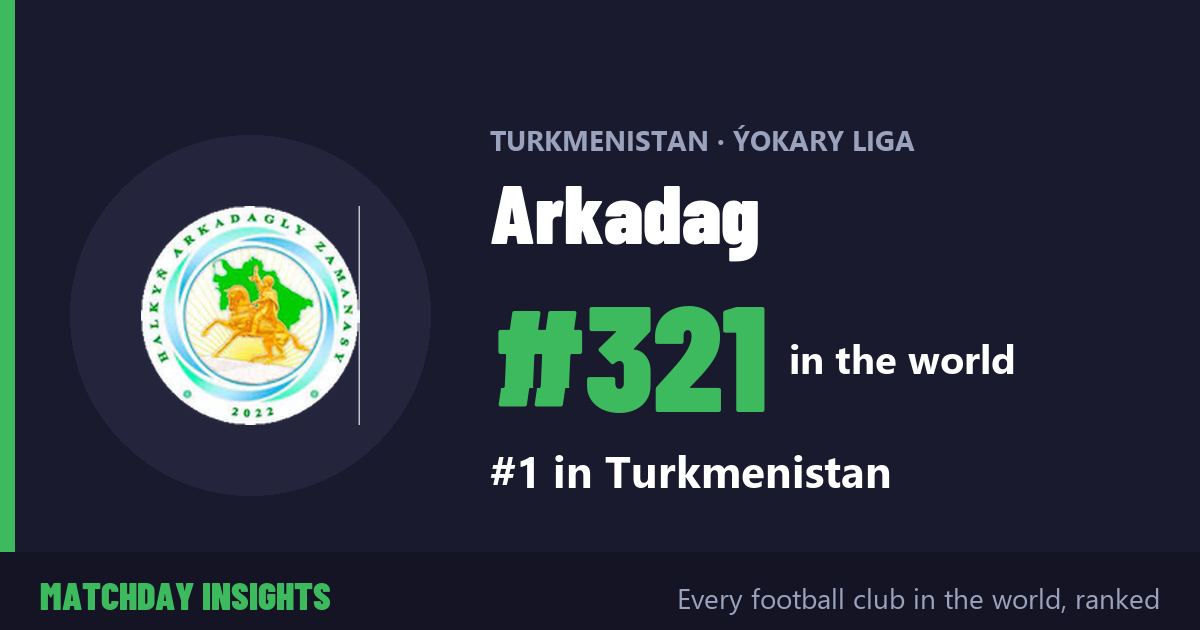 TURKMENISTAN · ÝOKARY LIGA
Arkadag
HALKYŇ ARKADAGLY ZAMANASY
2022
#321 in the world
#1 in Turkmenistan
MATCHDAY INSIGHTS
Every football club in the world, ranked